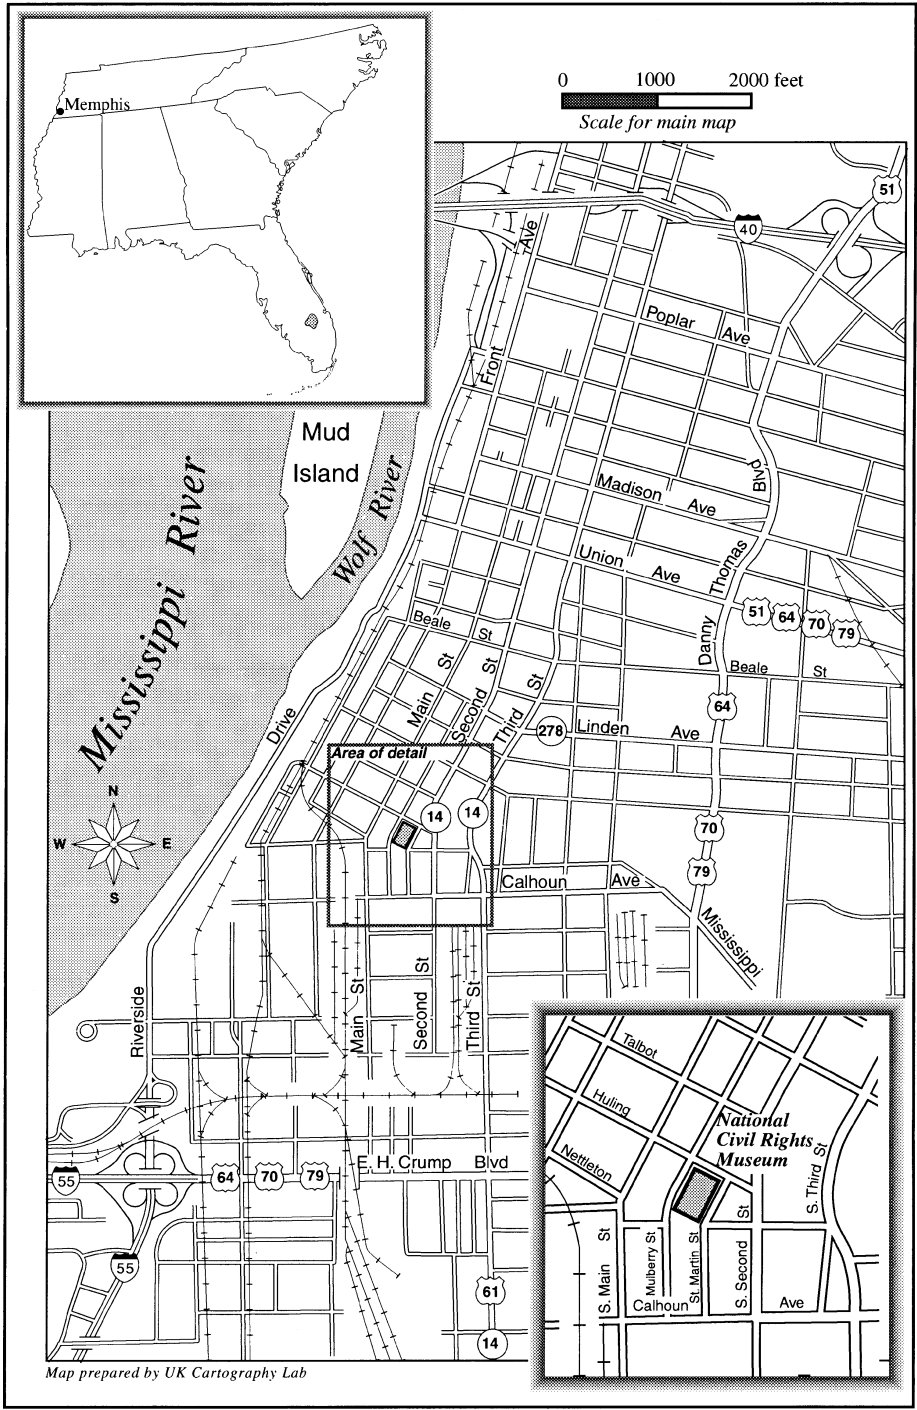 Memphis
0 1000 2000 feet
Scale for main map
51
40
Ave
Front
Poplar Ave
Mud
Island
Wolf River
Mississippi River
Madison Ave
Blvd
Thomas
Danny
Union Ave
51 64 70 79
Beale St
Beale St
64
Main St
Second St
Third St
278
Linden Ave
Drive
Area of detail
14
14
70
79
N
W E
S
Calhoun Ave
Mississippi
Riverside
Main St
Second St
Third St
E. H. Crump Blvd
55
64 70 79
55
61
14
Talbot
Huling
Nettleton
National
Civil Rights
Museum
S. Third St
S. Main St
Mulberry St
St. Martin St
S. Second St
Calhoun Ave
Map prepared by UK Cartography Lab